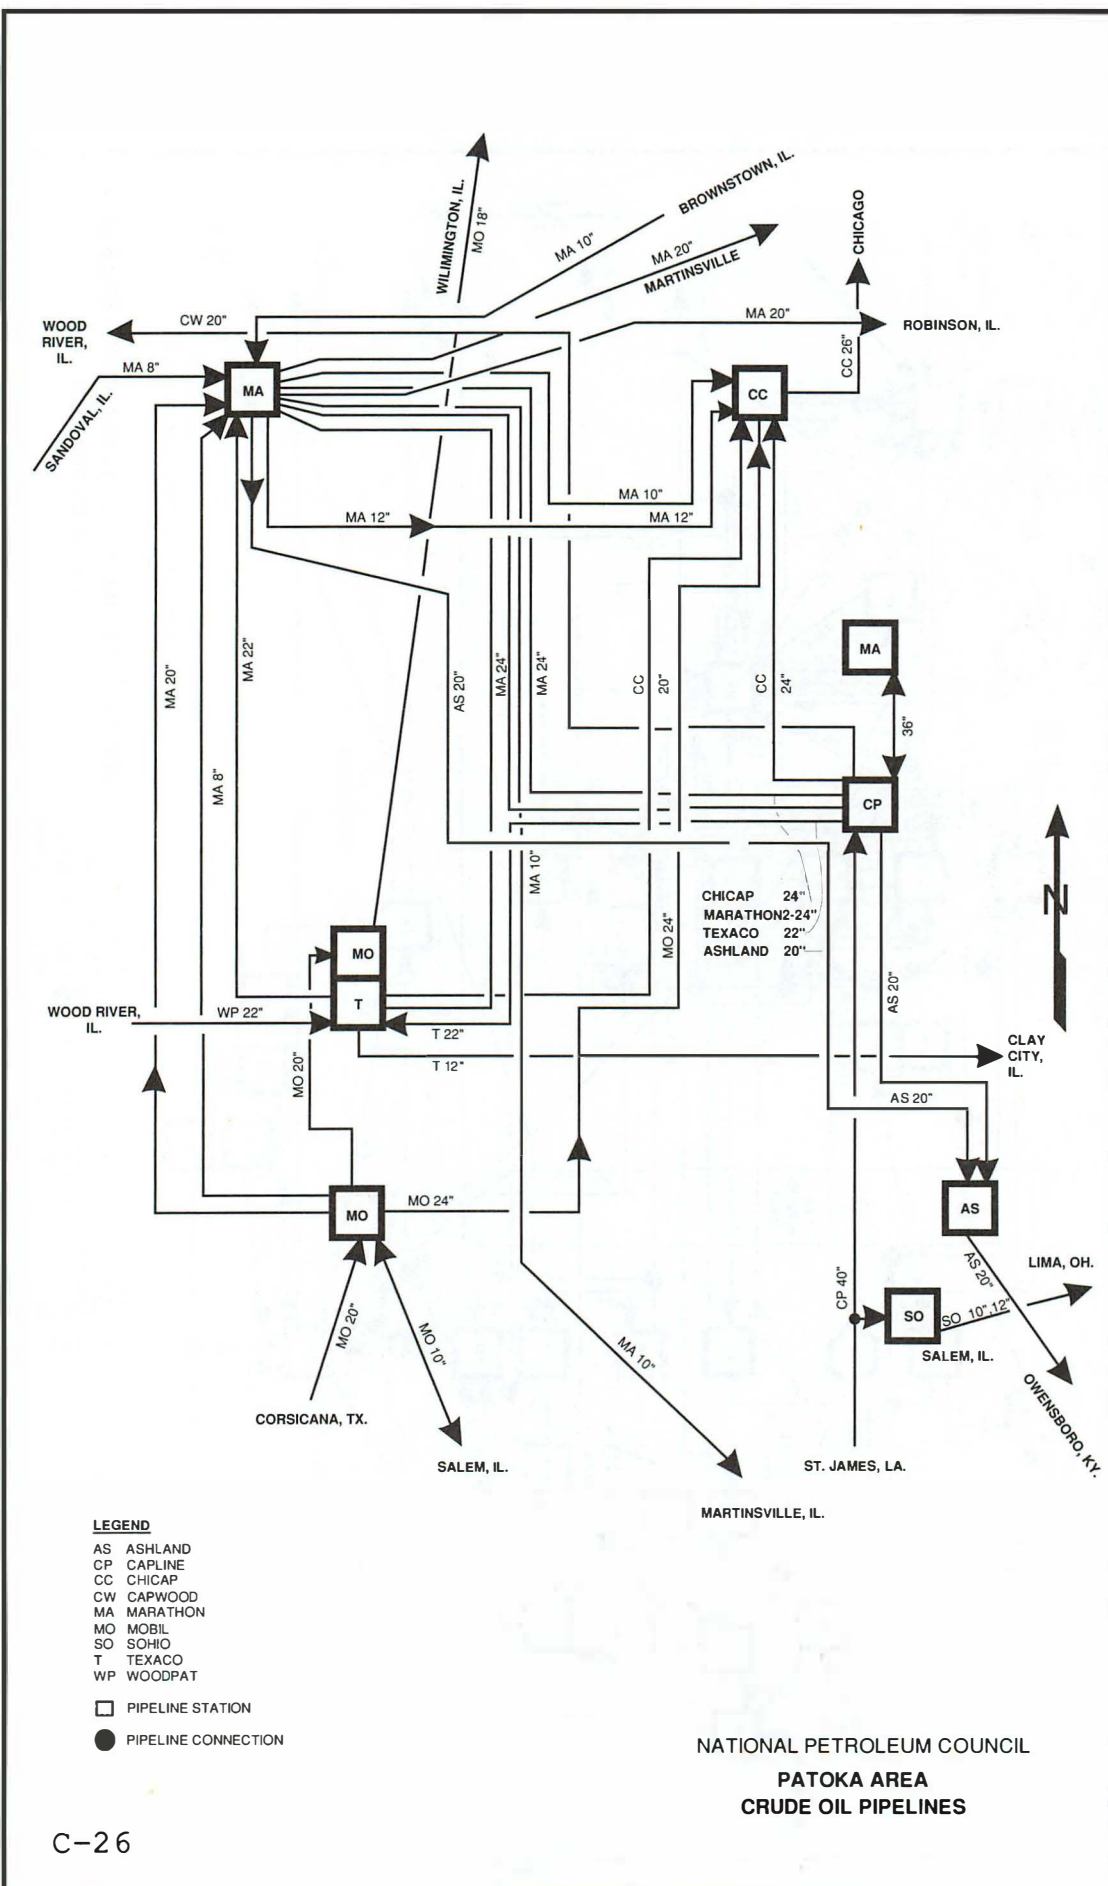 WILIMINGTON, IL.
MO 18"
BROWNSTOWN, IL.
MA 10"
MA 20"
MARTINSVILLE
CHICAGO
WOOD
RIVER,
IL.
CW 20"
MA 20"
ROBINSON, IL.
MA 8"
SANDOVAL, IL.
MA
CC
CC 26"
MA 10"
MA 12"
MA 12"
MA
36"
MA 20"
MA 22"
MA 8"
AS 20"
MA 24"
MA 24"
CC
20"
CC
24"
CP
MA 10"
MO 24"
CHICAP 24"
MARATHON2-24"
TEXACO 22"
ASHLAND 20"
N
MO
T
WOOD RIVER,
IL.
WP 22"
T 22"
T 12"
AS 20"
CLAY
CITY,
IL.
MO 20"
AS 20"
MO
MO 24"
AS
AS 20"
LIMA, OH.
CP 40"
SO
SO 10",12"
SALEM, IL.
MO 20"
MO 10"
MA 10"
OWENSBORO, KY.
CORSICANA, TX.
SALEM, IL.
ST. JAMES, LA.
MARTINSVILLE, IL.
LEGEND
AS ASHLAND
CP CAPLINE
CC CHICAP
CW CAPWOOD
MA MARATHON
MO MOBIL
SO SOHIO
T TEXACO
WP WOODPAT
PIPELINE STATION
PIPELINE CONNECTION
NATIONAL PETROLEUM COUNCIL
PATOKA AREA
CRUDE OIL PIPELINES
C-26